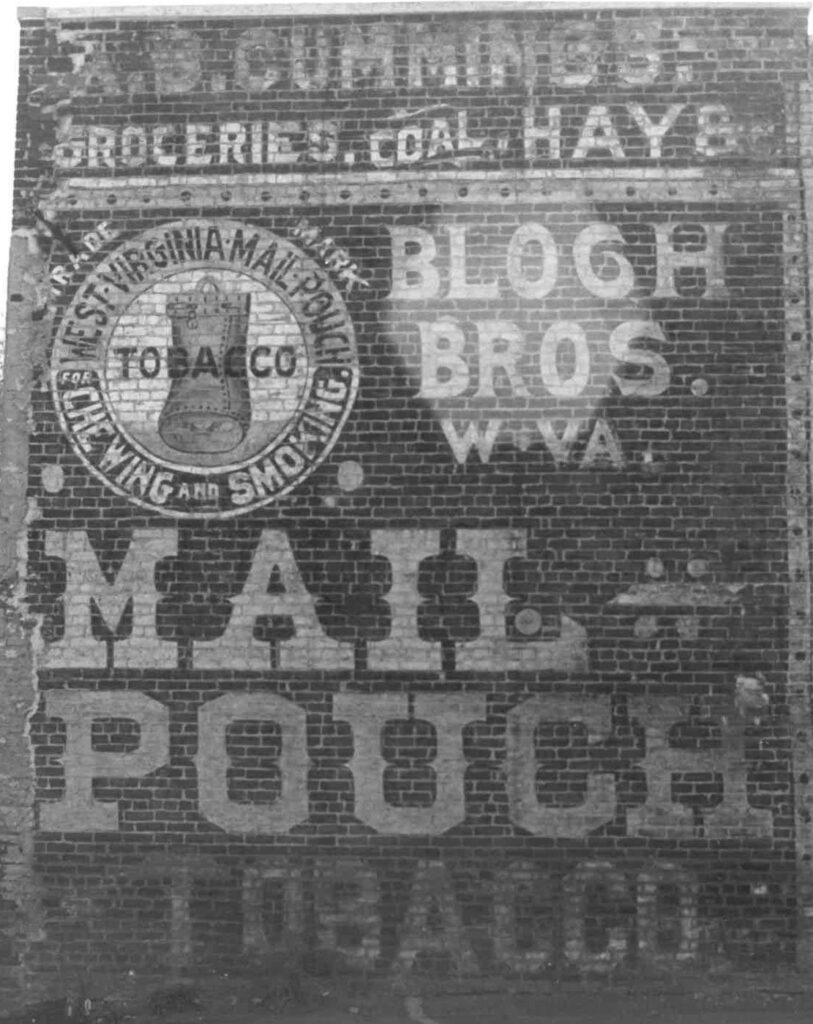 A.D. CUMMINGS.
GROCERIES, COAL, HAY &
TRADE MARK
WEST·VIRGINIA·MAIL·POUCH
TOBACCO
FOR CHEWING AND SMOKING.
BLOCH
BROS.
W·VA.
MAIL
POUCH
TOBACCO